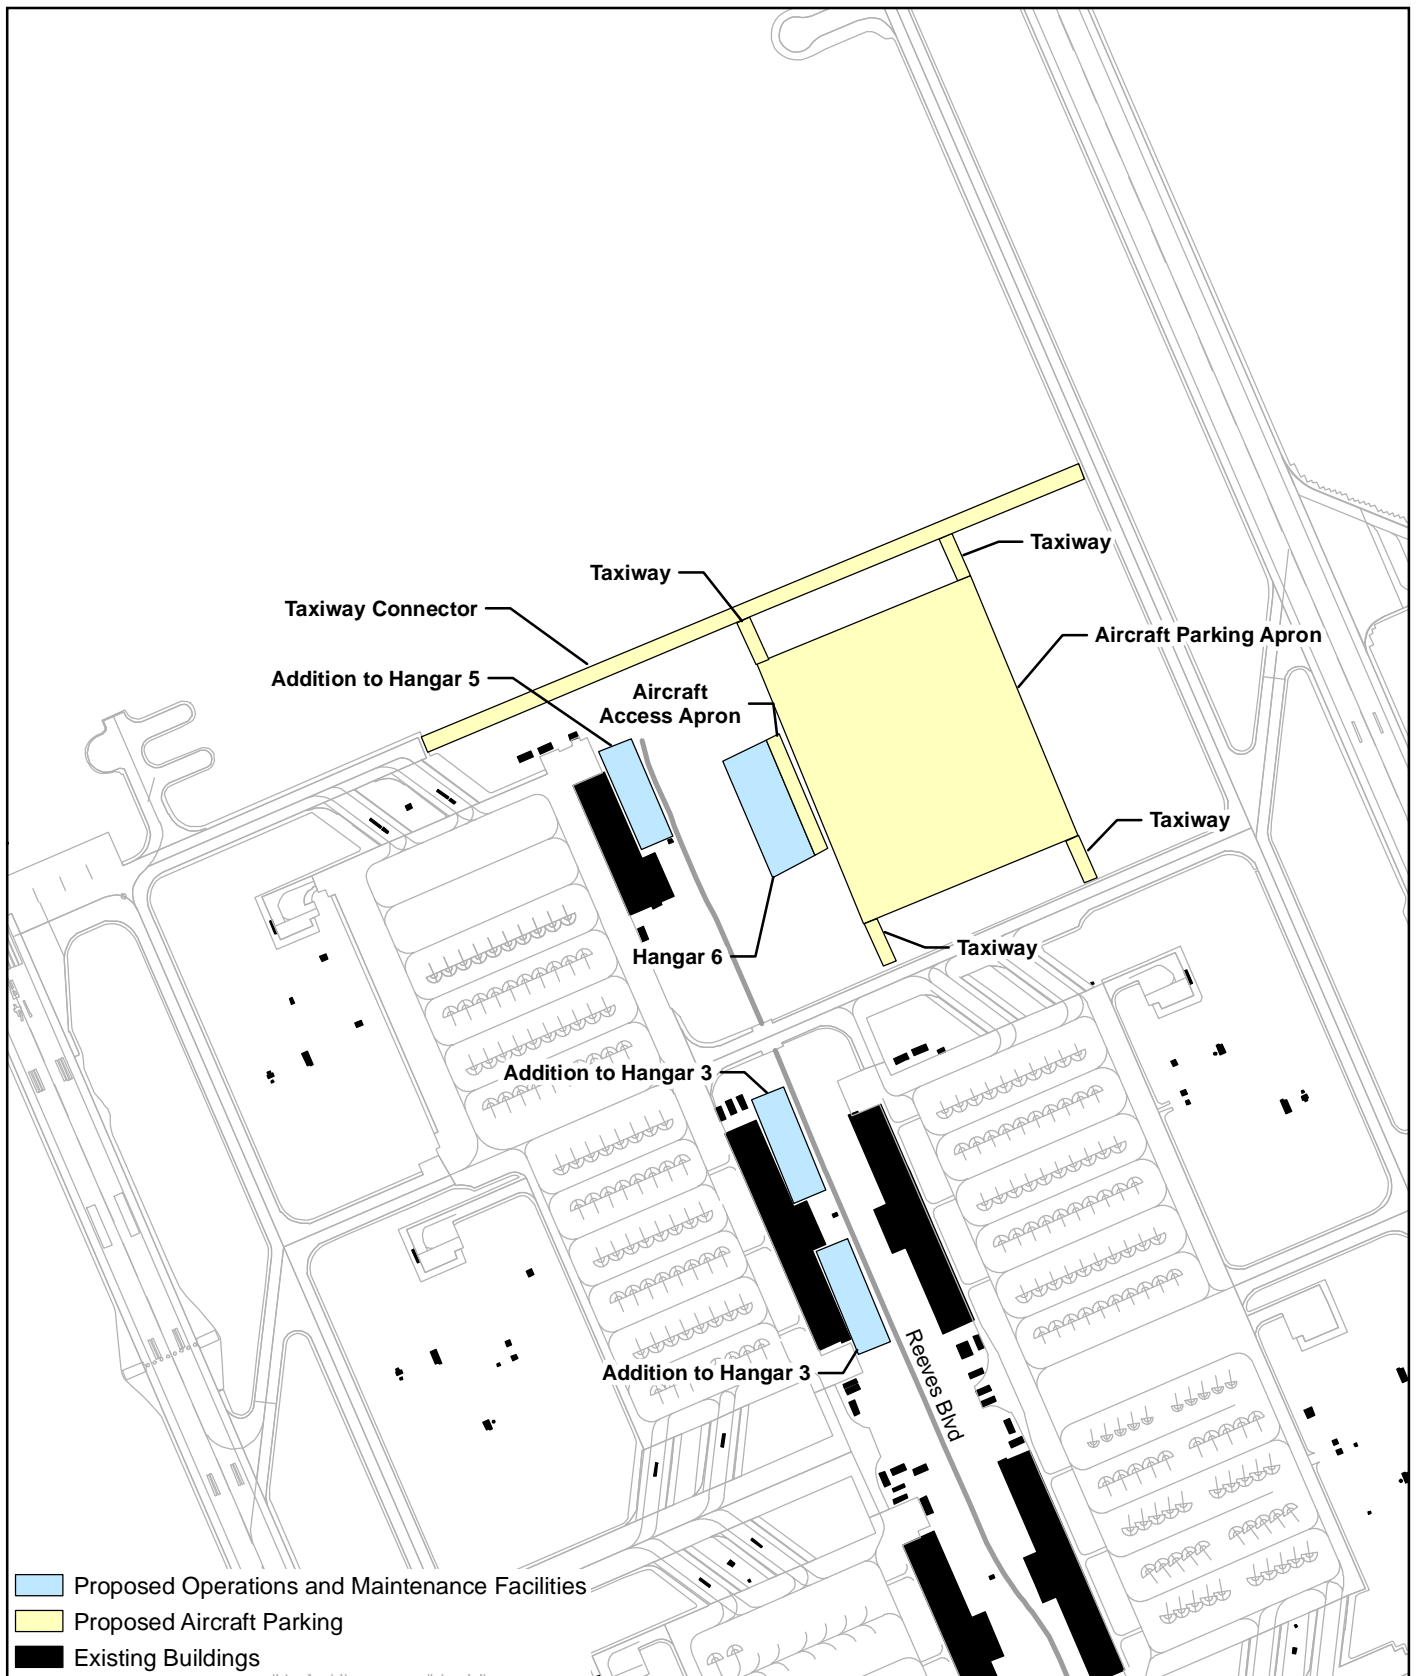 Taxiway
Taxiway
Taxiway Connector
Aircraft Parking Apron
Addition to Hangar 5
Aircraft
Access Apron
Taxiway
Hangar 6
Taxiway
Addition to Hangar 3
Addition to Hangar 3
Reeves Blvd
Proposed Operations and Maintenance Facilities
Proposed Aircraft Parking
Existing Buildings